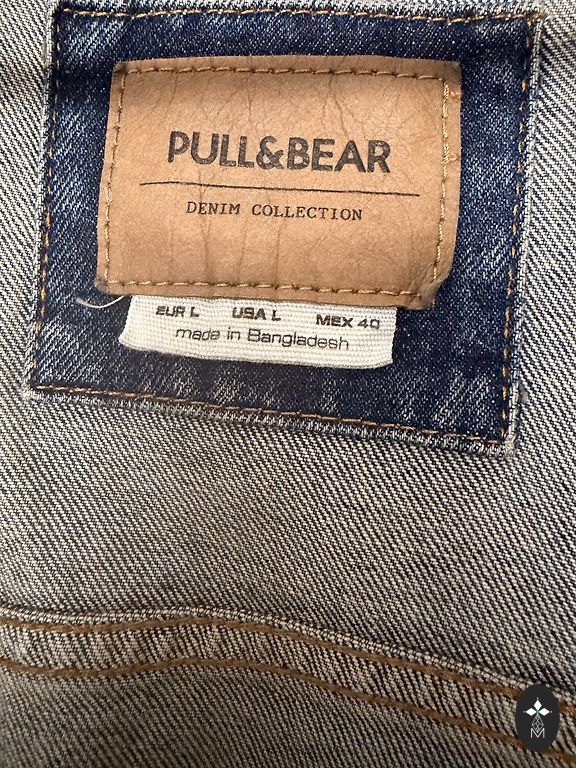 PULL&BEAR
DENIM COLLECTION
EUR L USA L MEX 40
made in Bangladesh
M